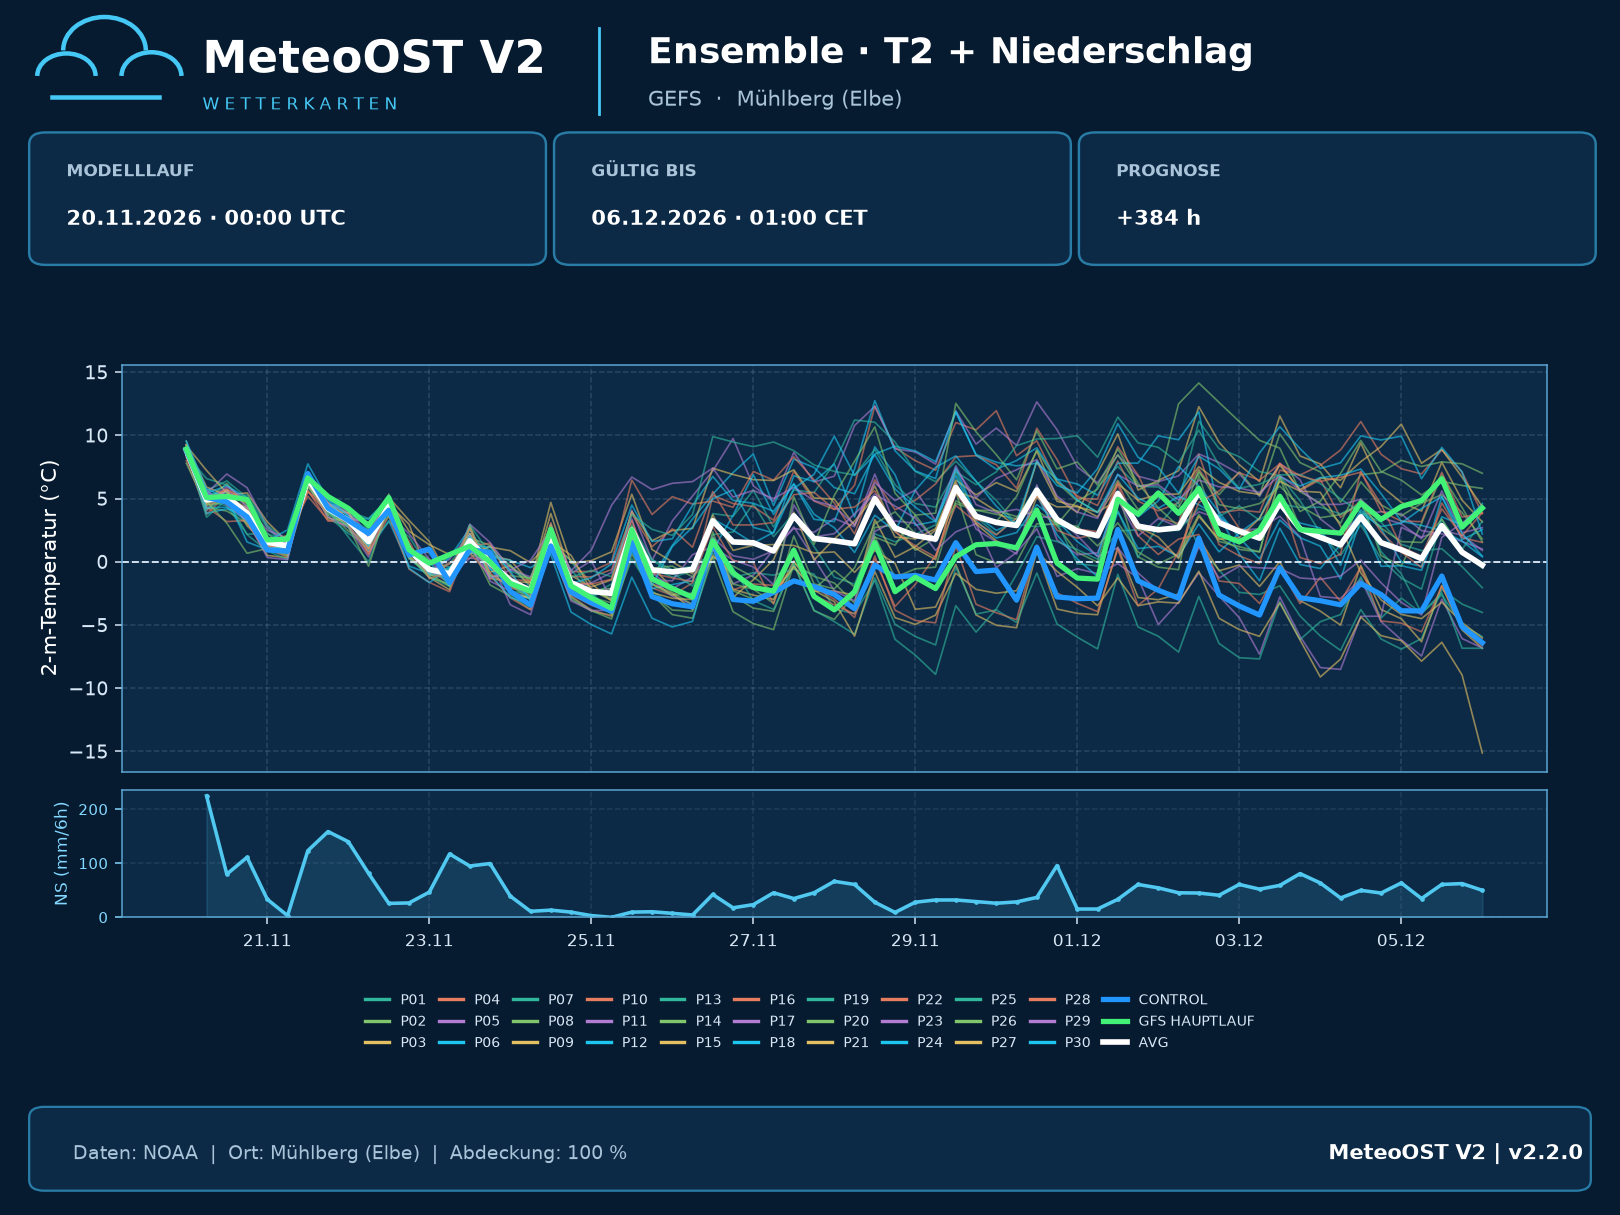 MeteoOST V2
WETTERKARTEN
Ensemble · T2 + Niederschlag
GEFS · Mühlberg (Elbe)
MODELLLAUF
20.11.2026 · 00:00 UTC
GÜLTIG BIS
06.12.2026 · 01:00 CET
PROGNOSE
+384 h
2-m-Temperatur (°C)
15
10
5
0
−5
−10
−15
NS (mm/6h)
200
100
0
21.11 23.11 25.11 27.11 29.11 01.12 03.12 05.12
P01 P04 P07 P10 P13 P16 P19 P22 P25 P28 CONTROL
P02 P05 P08 P11 P14 P17 P20 P23 P26 P29 GFS HAUPTLAUF
P03 P06 P09 P12 P15 P18 P21 P24 P27 P30 AVG
Daten: NOAA | Ort: Mühlberg (Elbe) | Abdeckung: 100 %
MeteoOST V2 | v2.2.0